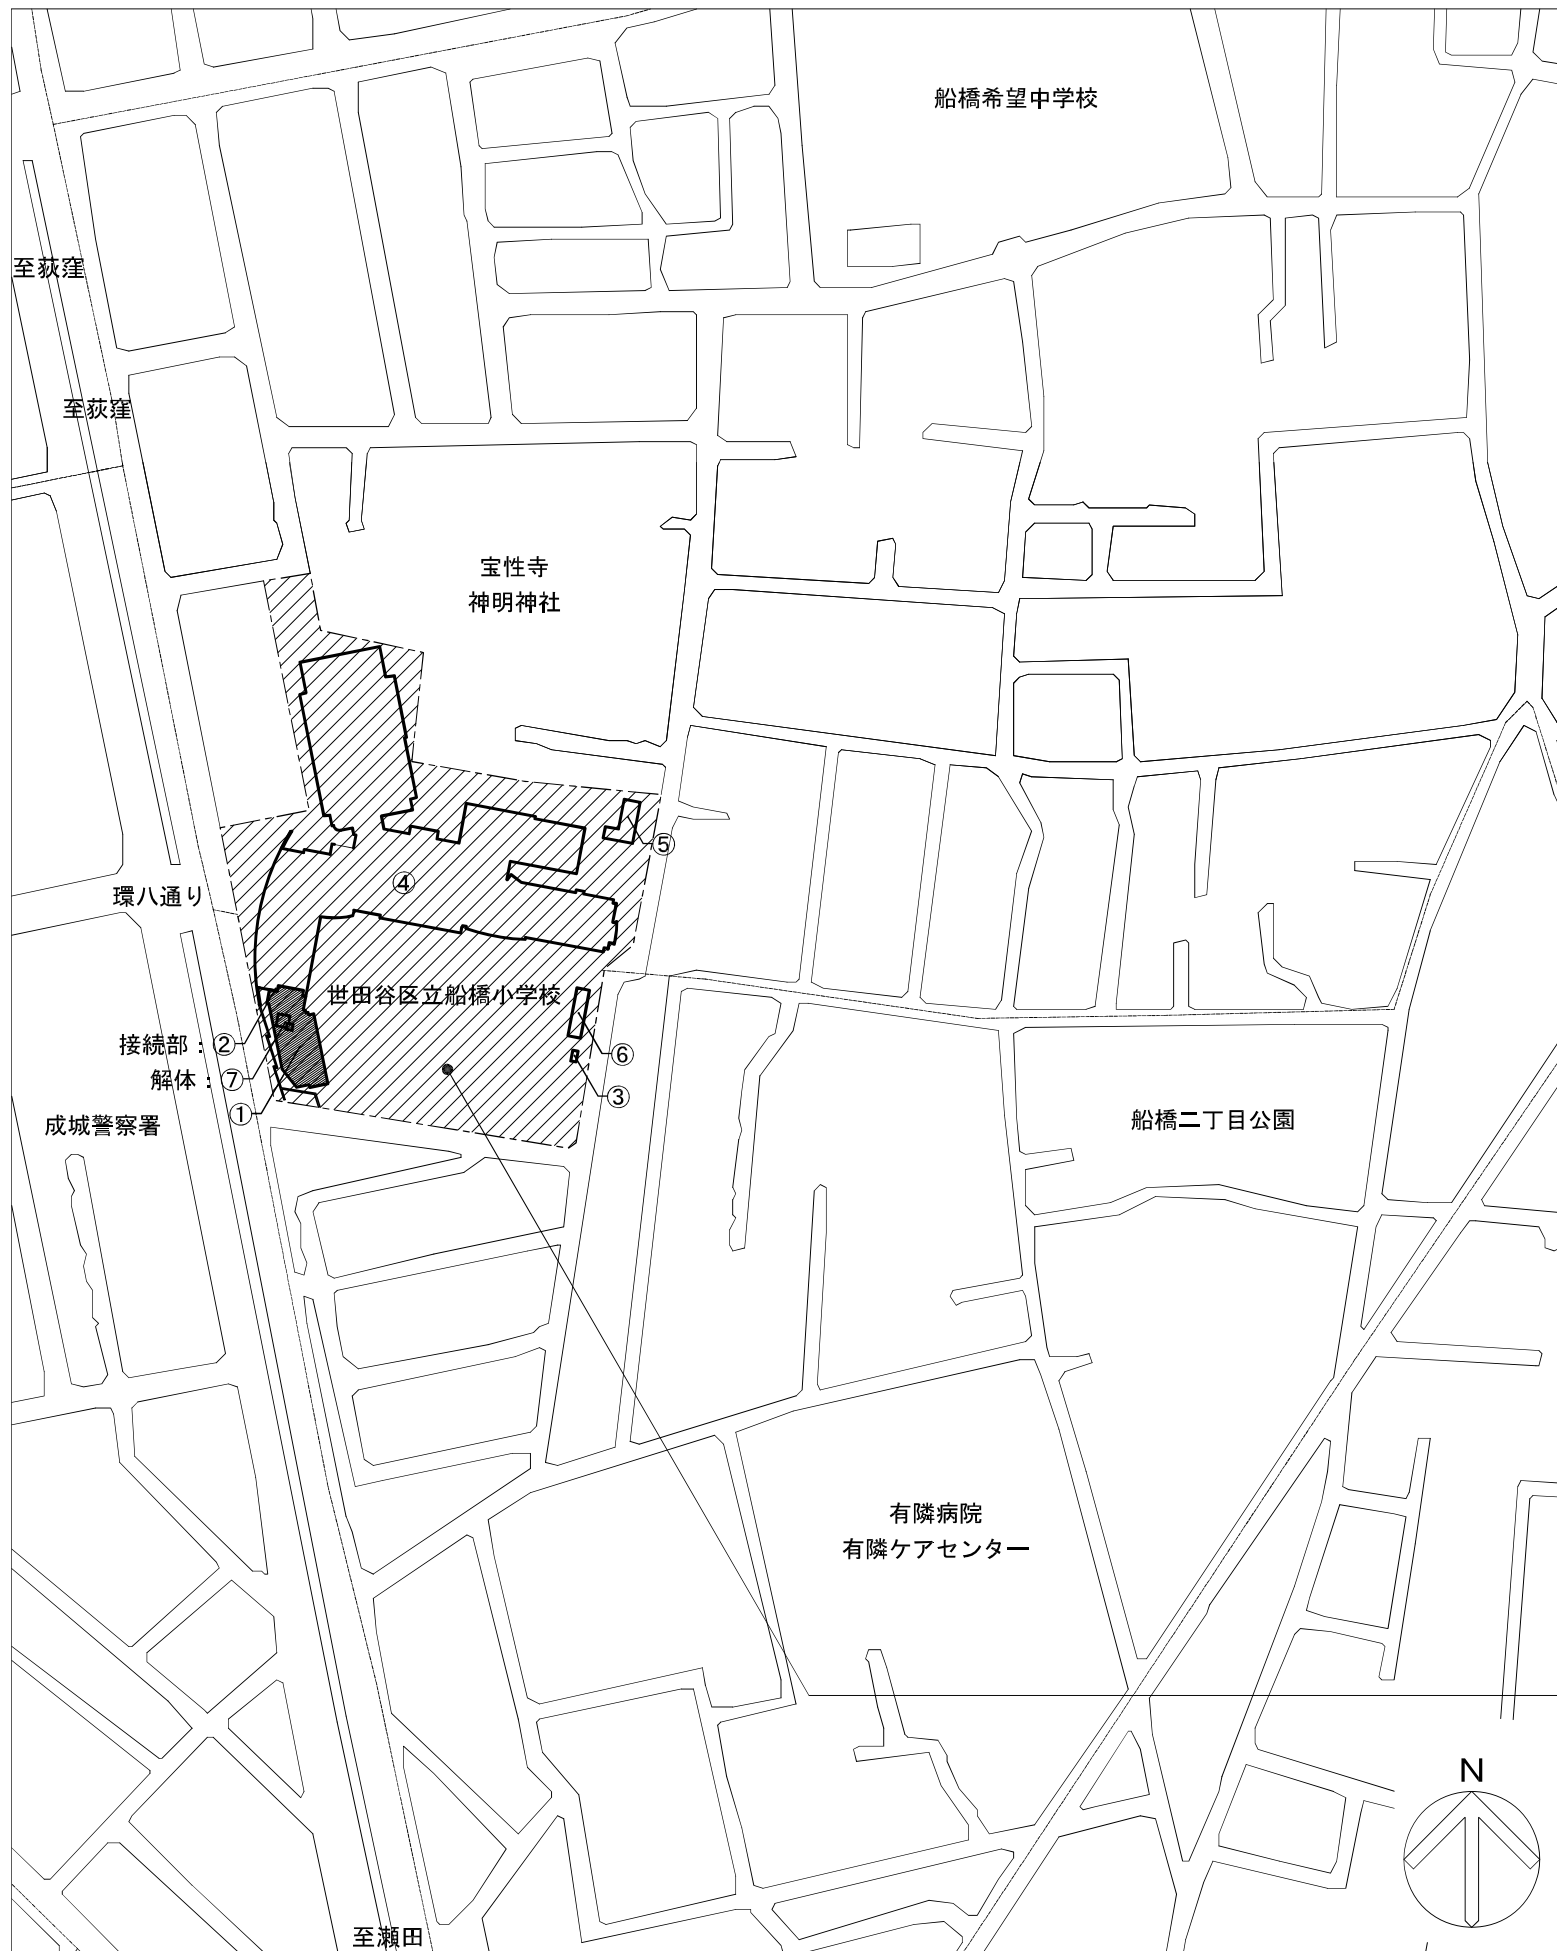 船橋希望中学校
至荻窪
至荻窪
宝性寺
神明神社
⑤
④
環八通り
世田谷区立船橋小学校
接続部：②
⑥
解体：⑦
③
①
成城警察署
船橋二丁目公園
有隣病院
有隣ケアセンター
N
至瀬田